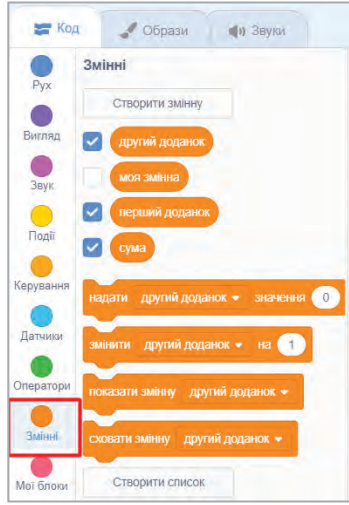 Код
Образи
Звуки
Рух
Вигляд
Звук
Події
Керування
Датчики
Оператори
Змінні
Мої блоки
Змінні
Створити змінну
другий доданок
моя змінна
перший доданок
сума
надати другий доданок значення 0
змінити другий доданок на 1
показати змінну другий доданок
сховати змінну другий доданок
Створити список